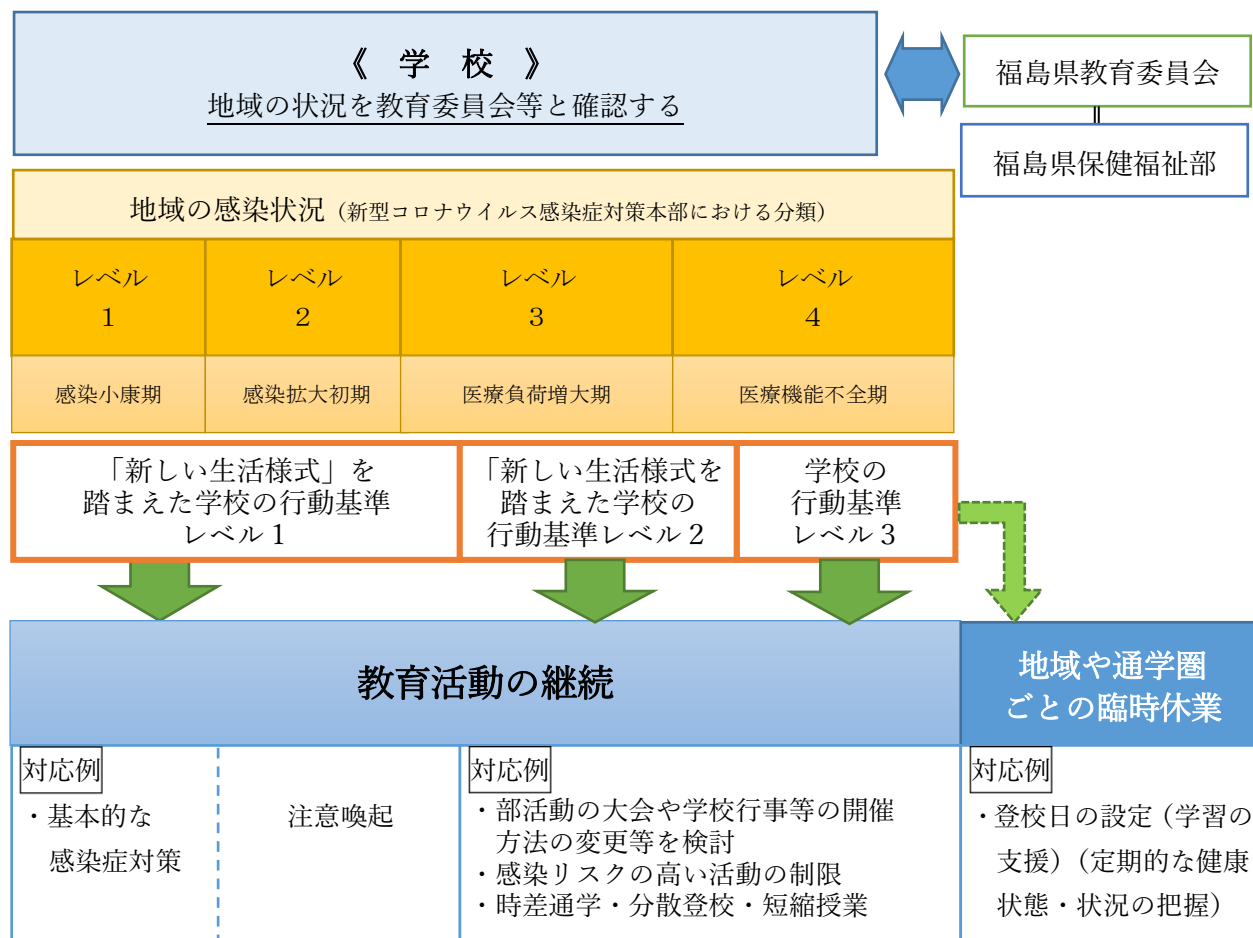 《 学 校 》
地域の状況を教育委員会等と確認する
福島県教育委員会
福島県保健福祉部
地域の感染状況（新型コロナウイルス感染症対策本部における分類）
レベル
１
レベル
２
レベル
３
レベル
４
感染小康期
感染拡大初期
医療負荷増大期
医療機能不全期
「新しい生活様式」を
踏まえた学校の行動基準
レベル１
「新しい生活様式を
踏まえた学校の
行動基準レベル２
学校の
行動基準
レベル３
教育活動の継続
地域や通学圏
ごとの臨時休業
対応例
・基本的な
感染症対策
注意喚起
対応例
・部活動の大会や学校行事等の開催
方法の変更等を検討
・感染リスクの高い活動の制限
・時差通学・分散登校・短縮授業
対応例
・登校日の設定（学習の
支援）（定期的な健康
状態・状況の把握）